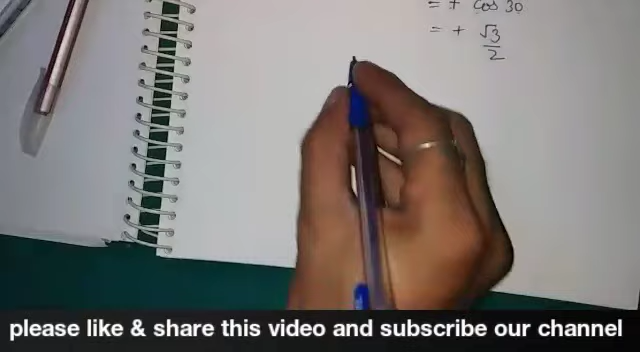 = + cos 30
= + √3/2
please like & share this video and subscribe our channel